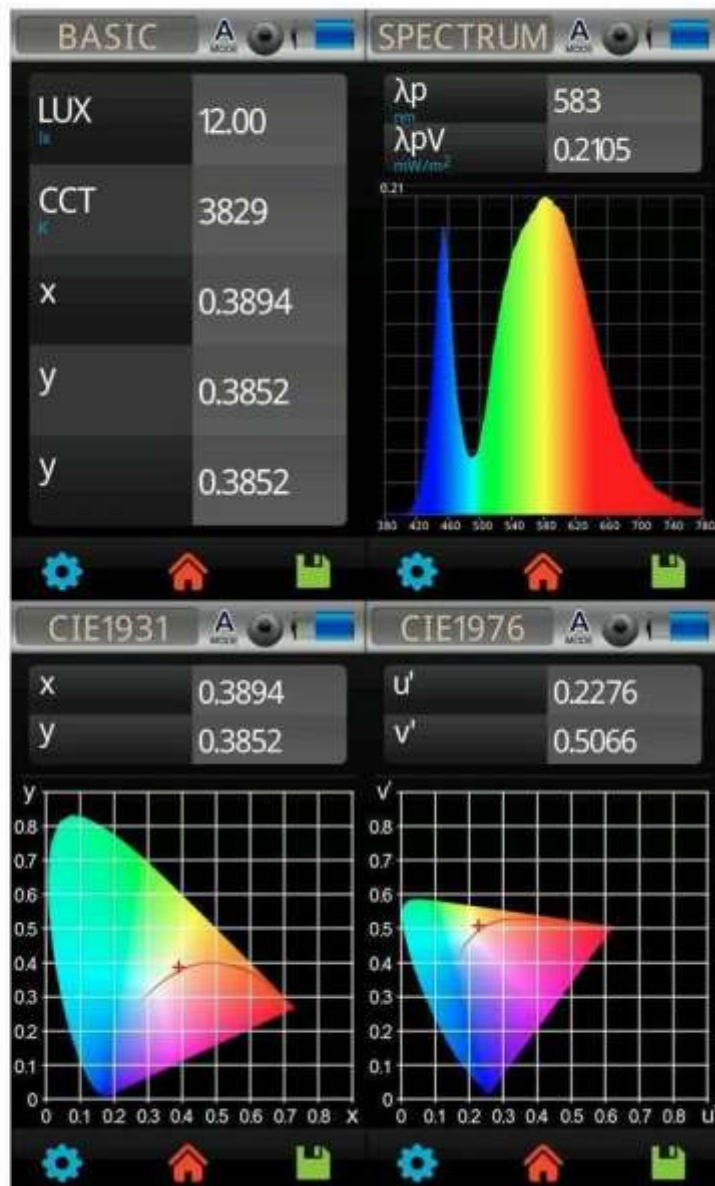 BASIC A MODE
LUX 12.00
lx
CCT 3829
K
x 0.3894
y 0.3852
y 0.3852
SPECTRUM A MODE
λp 583
nm
λpV 0.2105
mW/m²
0.21
380 420 460 500 540 580 620 660 700 740 780
CIE1931 A MODE
x 0.3894
y 0.3852
y
0.8
0.7
0.6
0.5
0.4
0.3
0.2
0.1
0
0 0.1 0.2 0.3 0.4 0.5 0.6 0.7 0.8 x
CIE1976 A MODE
u' 0.2276
v' 0.5066
v'
0.8
0.7
0.6
0.5
0.4
0.3
0.2
0.1
0
0 0.1 0.2 0.3 0.4 0.5 0.6 0.7 0.8 u'